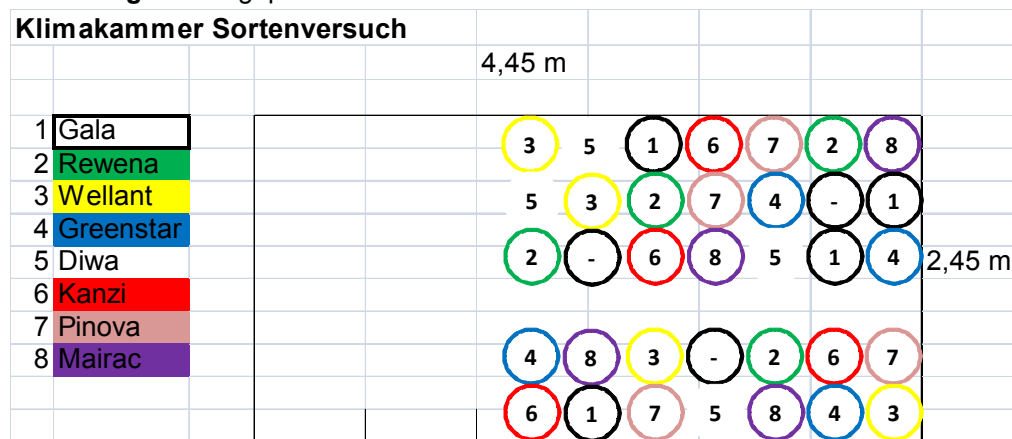 Klimakammer Sortenversuch
4,45 m
1 Gala
2 Rewena
3 Wellant
4 Greenstar
5 Diwa
6 Kanzi
7 Pinova
8 Mairac
3 5 1 6 7 2 8
5 3 2 7 4 - 1
2 - 6 8 5 1 4
2,45 m
4 8 3 - 2 6 7
6 1 7 5 8 4 3